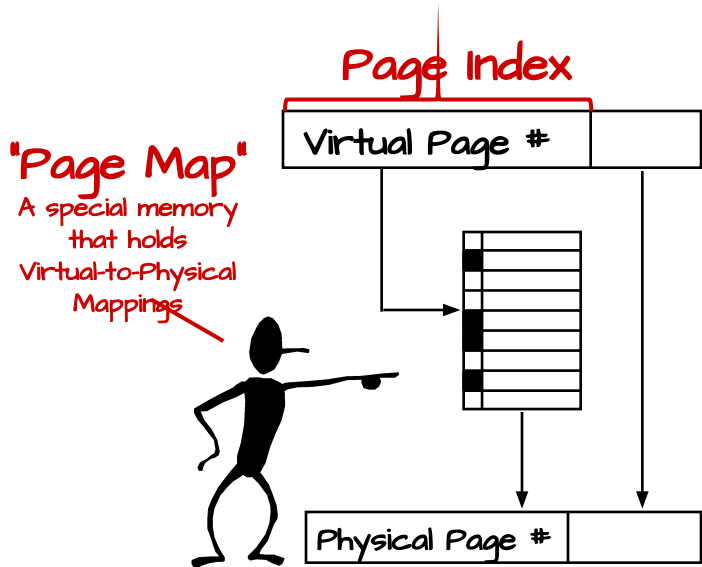 Page Index
Virtual Page #
"Page Map"
A special memory
that holds
Virtual-to-Physical
Mappings
Physical Page #